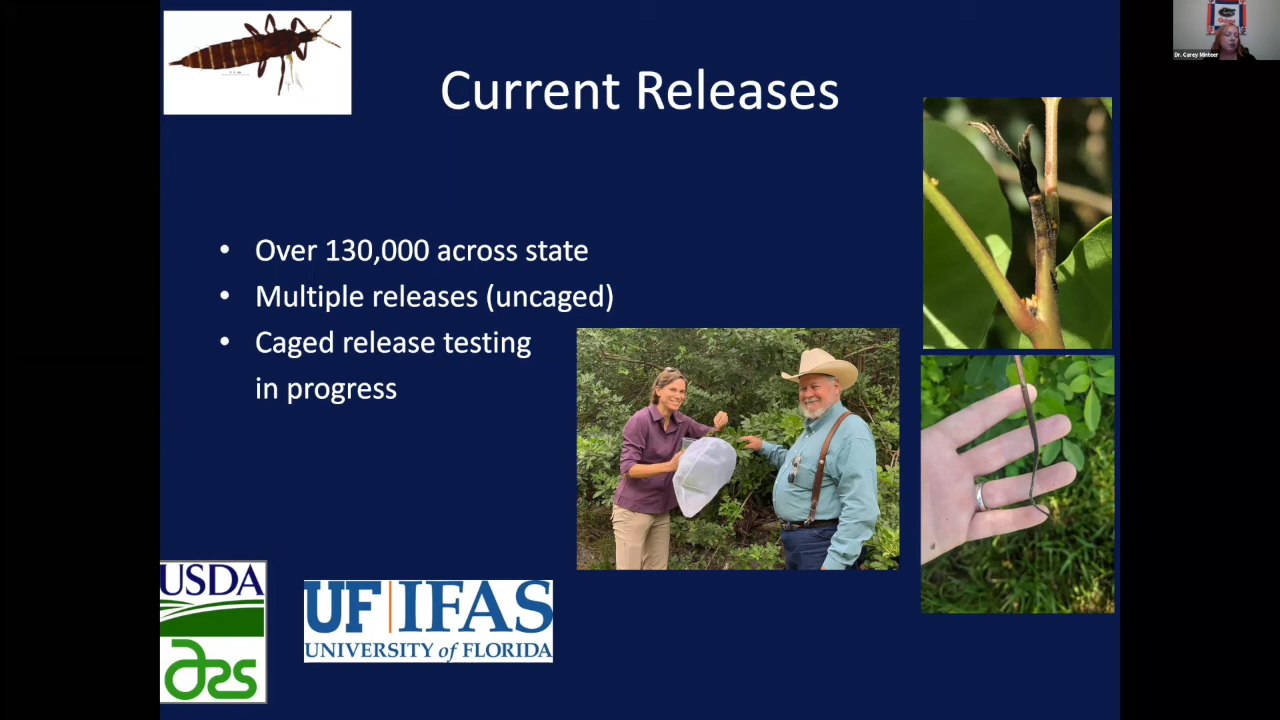 Current Releases
Dr. Carey Minteer
• Over 130,000 across state
• Multiple releases (uncaged)
• Caged release testing
in progress
USDA
ars
UF|IFAS
UNIVERSITY of FLORIDA